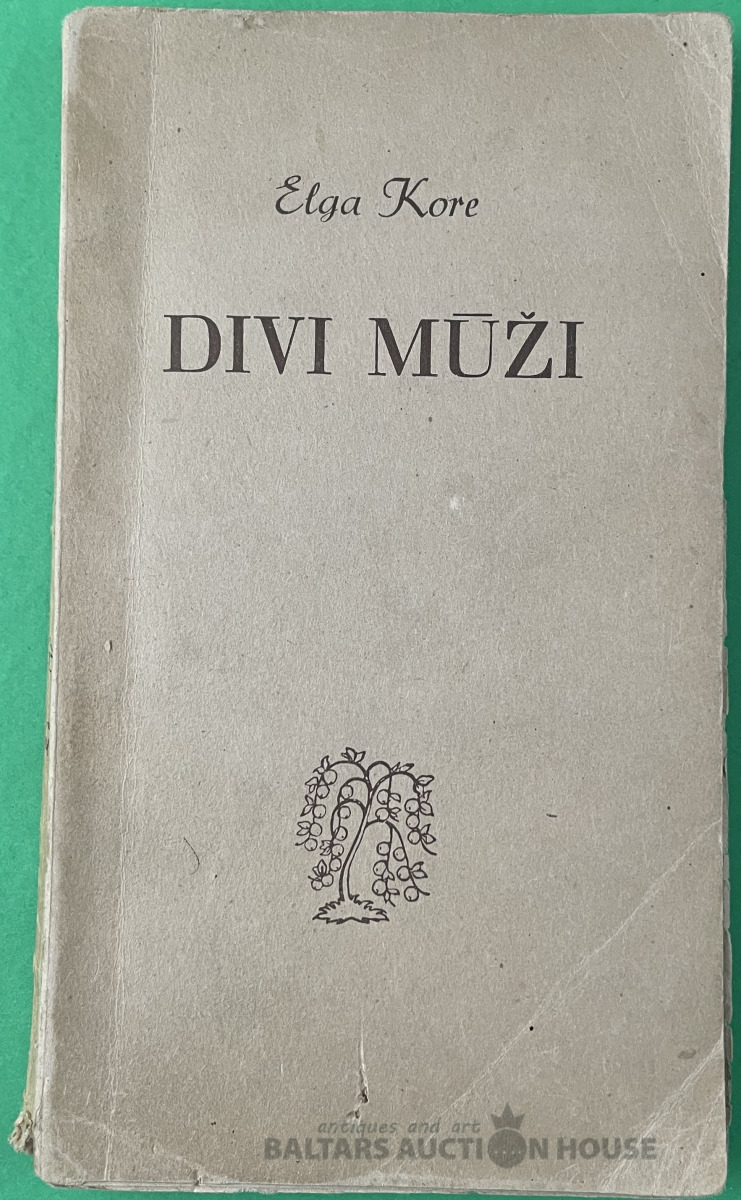 Elga Kore
DIVI MŪŽI
antiques and art
BALTARS AUCTION HOUSE